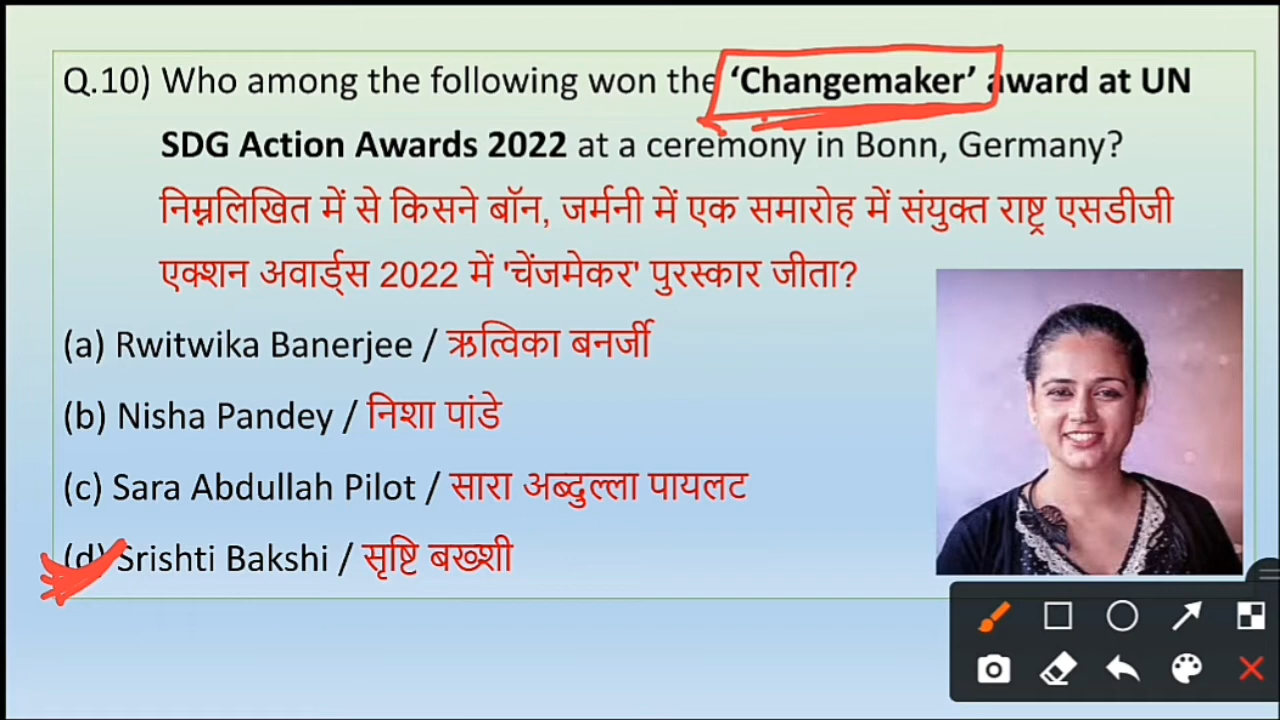 Q.10) Who among the following won the ‘Changemaker’ award at UN
SDG Action Awards 2022 at a ceremony in Bonn, Germany?
निम्नलिखित में से किसने बॉन, जर्मनी में एक समारोह में संयुक्त राष्ट्र एसडीजी
एक्शन अवार्ड्स 2022 में 'चेंजमेकर' पुरस्कार जीता?
(a) Rwitwika Banerjee / ऋत्विका बनर्जी
(b) Nisha Pandey / निशा पांडे
(c) Sara Abdullah Pilot / सारा अब्दुल्ला पायलट
(d) Srishti Bakshi / सृष्टि बख्शी